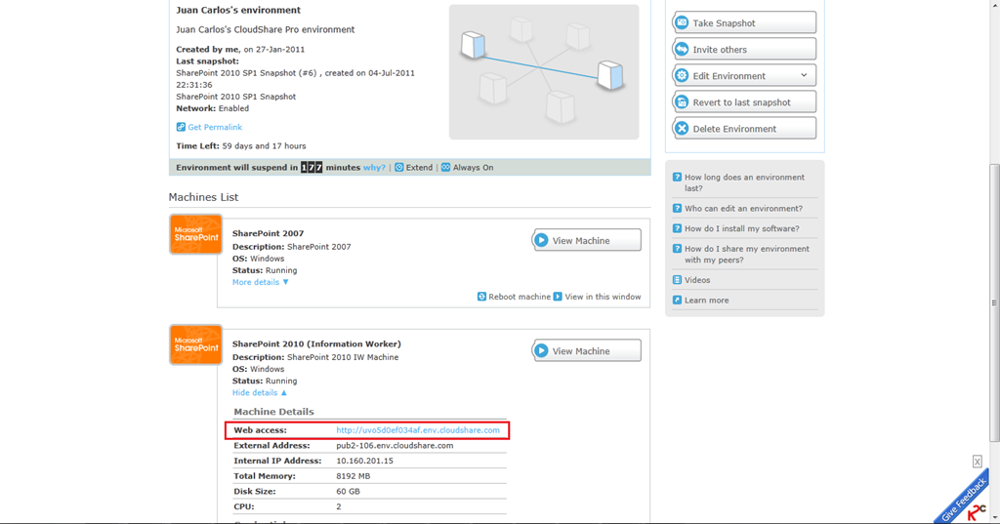 Juan Carlos's environment
Juan Carlos's CloudShare Pro environment
Created by me, on 27-Jan-2011
Last snapshot:
SharePoint 2010 SP1 Snapshot (#6) , created on 04-Jul-2011
22:31:36
SharePoint 2010 SP1 Snapshot
Network: Enabled
Get Permalink
Time Left: 59 days and 17 hours
Environment will suspend in 177 minutes why? | Extend | Always On
Take Snapshot
Invite others
Edit Environment
Revert to last snapshot
Delete Environment
How long does an environment
last?
Who can edit an environment?
How do I install my software?
How do I share my environment
with my peers?
Videos
Learn more
Machines List
Microsoft
SharePoint
SharePoint 2007
Description: SharePoint 2007
OS: Windows
Status: Running
More details ▼
View Machine
Reboot machine
View in this window
Microsoft
SharePoint
SharePoint 2010 (Information Worker)
Description: SharePoint 2010 IW Machine
OS: Windows
Status: Running
Hide details ▲
View Machine
Machine Details
Web access: http://uvo5d0ef034af.env.cloudshare.com
External Address: pub2-106.env.cloudshare.com
Internal IP Address: 10.160.201.15
Total Memory: 8192 MB
Disk Size: 60 GB
CPU: 2
X
Give Feedback